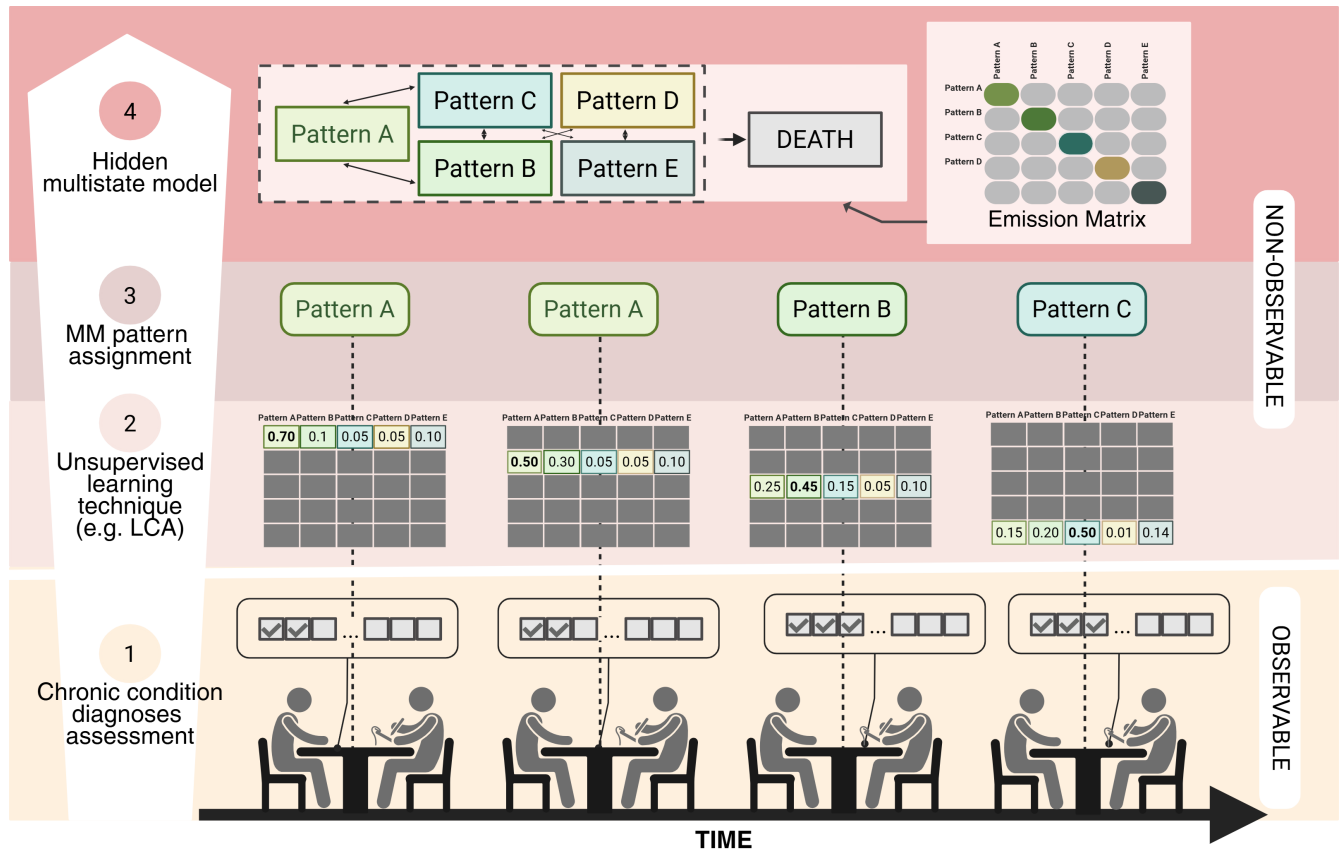 4
Hidden
multistate model
Pattern A
Pattern C
Pattern D
Pattern B
Pattern E
DEATH
Pattern A
Pattern B
Pattern C
Pattern D
Pattern E
Pattern A
Pattern B
Pattern C
Pattern D
Emission Matrix
NON-OBSERVABLE
3
MM pattern
assignment
Pattern A
Pattern A
Pattern B
Pattern C
2
Unsupervised
learning
technique
(e.g. LCA)
Pattern A Pattern B Pattern C Pattern D Pattern E
0.70 0.1 0.05 0.05 0.10
Pattern A Pattern B Pattern C Pattern D Pattern E
0.50 0.30 0.05 0.05 0.10
Pattern A Pattern B Pattern C Pattern D Pattern E
0.25 0.45 0.15 0.05 0.10
Pattern A Pattern B Pattern C Pattern D Pattern E
0.15 0.20 0.50 0.01 0.14
1
Chronic condition
diagnoses
assessment
...
...
...
...
OBSERVABLE
TIME